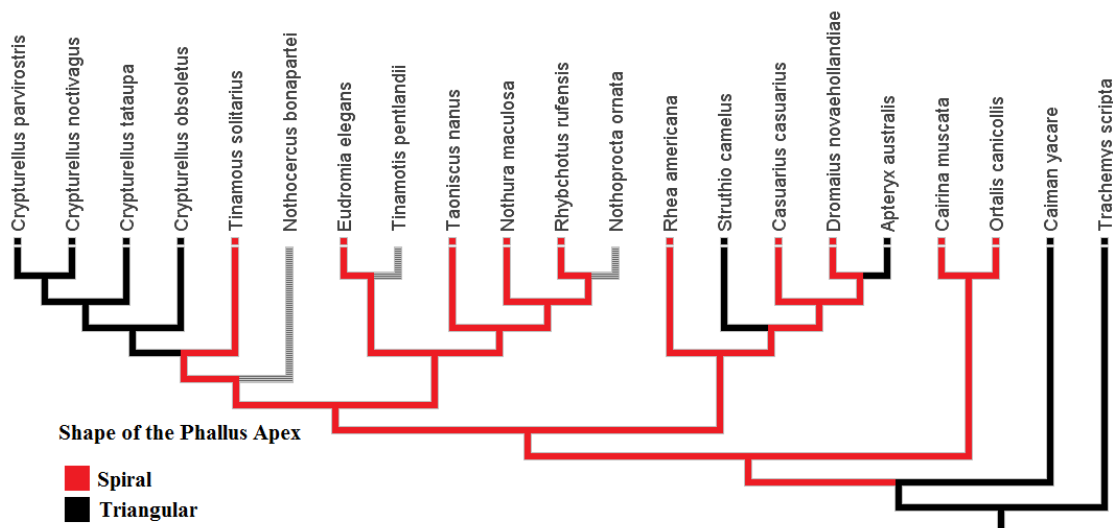 Crypturellus parvirostris
Crypturellus noctivagus
Crypturellus tataupa
Crypturellus obsoletus
Tinamous solitarius
Nothocercus bonapartei
Eudromia elegans
Tinamotis pentlandii
Taoniscus nanus
Nothura maculosa
Rhybchotus rufensis
Nothoprocta ornata
Rhea americana
Struthio camelus
Casuarius casuarius
Dromaius novaehollandiae
Apteryx australis
Cairina muscata
Ortallis canicollis
Caiman yacare
Trachemys scripta
Shape of the Phallus Apex
Spiral
Triangular